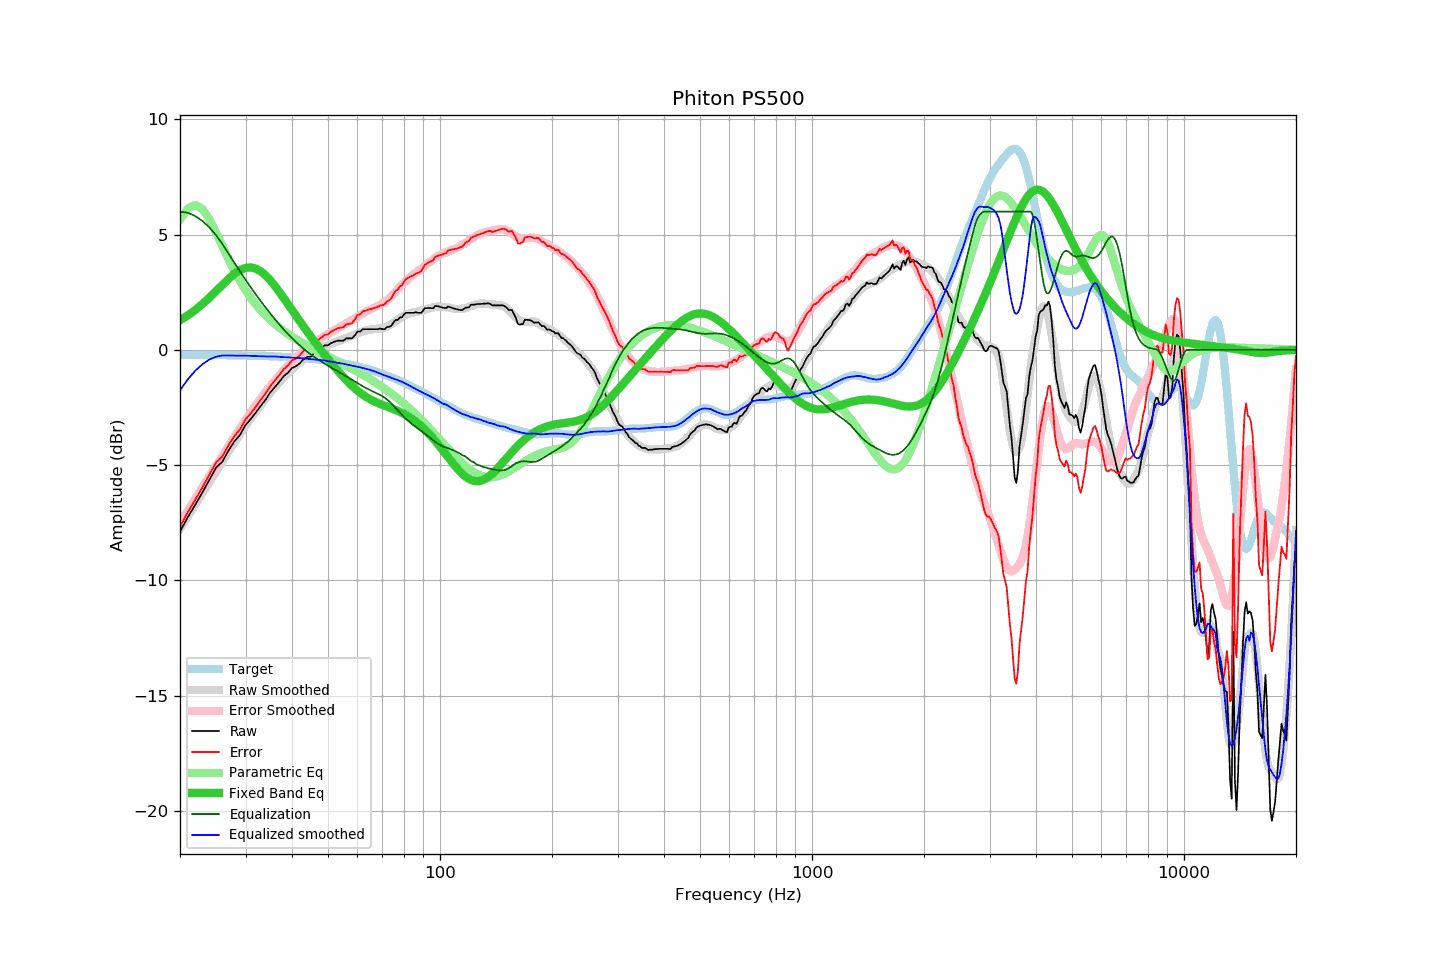 Phiton PS500
10
5
0
−5
−10
−15
−20
Amplitude (dBr)
Target
Raw Smoothed
Error Smoothed
Raw
Error
Parametric Eq
Fixed Band Eq
Equalization
Equalized smoothed
100
1000
10000
Frequency (Hz)